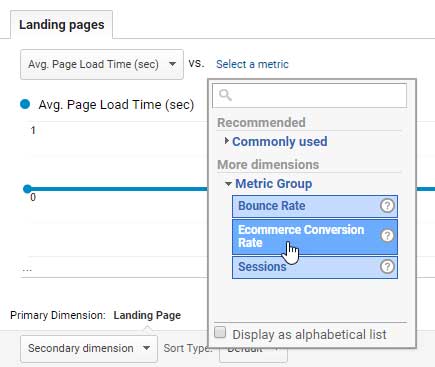 Landing pages
Avg. Page Load Time (sec) vs. Select a metric
Avg. Page Load Time (sec)
1
0
...
Recommended
Commonly used
More dimensions
Metric Group
Bounce Rate ?
Ecommerce Conversion
Rate ?
Sessions ?
Display as alphabetical list
Primary Dimension: Landing Page
Secondary dimension Sort Type: Default